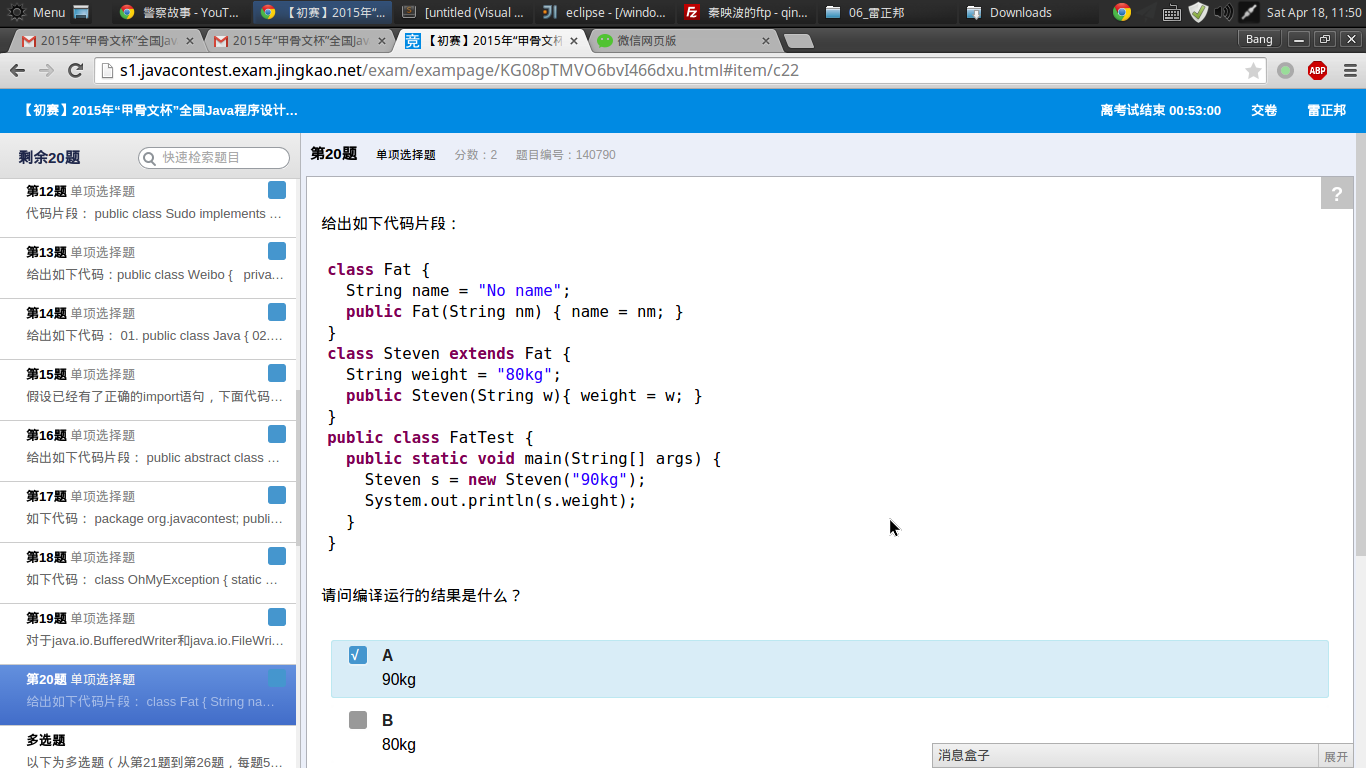 Menu
警察故事 - YouT...
【初赛】2015年“...
[untitled (Visual ...
eclipse - [/windo...
秦映波的ftp - qin...
06_雷正邦
Downloads
Sat Apr 18, 11:50
2015年“甲骨文杯”全国Jav
2015年“甲骨文杯”全国Jav
【初赛】2015年“甲骨文杯
微信网页版
Bang
s1.javacontest.exam.jingkao.net/exam/exampage/KG08pTMVO6bvI466dxu.html#item/c22
ABP
【初赛】2015年“甲骨文杯”全国Java程序设计...
离考试结束 00:53:00
交卷
雷正邦
剩余20题
快速检索题目
第12题 单项选择题
代码片段： public class Sudo implements ...
第13题 单项选择题
给出如下代码：public class Weibo { priva...
第14题 单项选择题
给出如下代码： 01. public class Java { 02....
第15题 单项选择题
假设已经有了正确的import语句，下面代码...
第16题 单项选择题
给出如下代码片段： public abstract class ...
第17题 单项选择题
如下代码： package org.javacontest; publi...
第18题 单项选择题
如下代码： class OhMyException { static ...
第19题 单项选择题
对于java.io.BufferedWriter和java.io.FileWri...
第20题 单项选择题
给出如下代码片段： class Fat { String na...
多选题
以下为多选题（从第21题到第26题，每题5...
第20题 单项选择题 分数：2 题目编号：140790
?
给出如下代码片段：
class Fat {
String name = "No name";
public Fat(String nm) { name = nm; }
}
class Steven extends Fat {
String weight = "80kg";
public Steven(String w){ weight = w; }
}
public class FatTest {
public static void main(String[] args) {
Steven s = new Steven("90kg");
System.out.println(s.weight);
}
}
请问编译运行的结果是什么？
√ A
90kg
B
80kg
消息盒子
展开